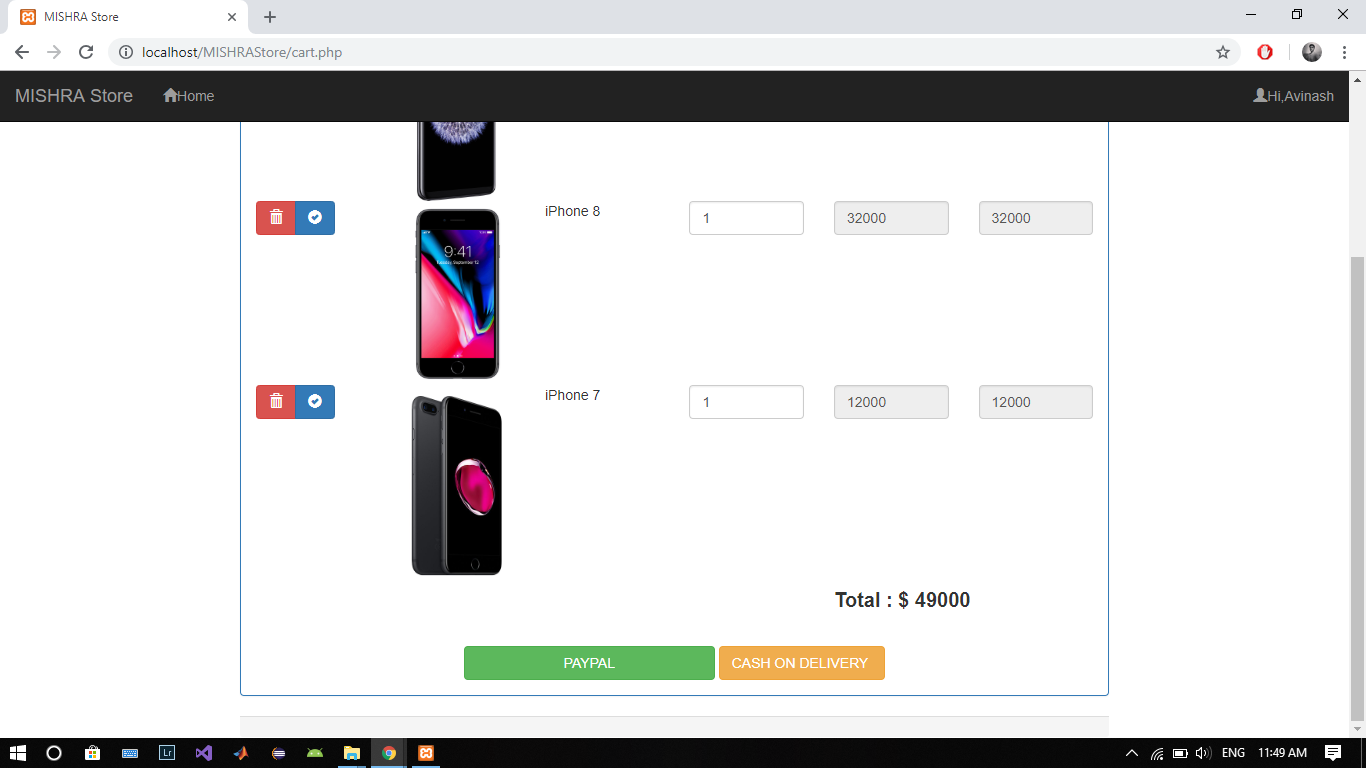 MISHRA Store
localhost/MISHRAStore/cart.php
MISHRA Store Home Hi,Avinash
iPhone 8 1 32000 32000
9:41
iPhone 7 1 12000 12000
Total : $ 49000
PAYPAL CASH ON DELIVERY
Lr ENG 11:49 AM